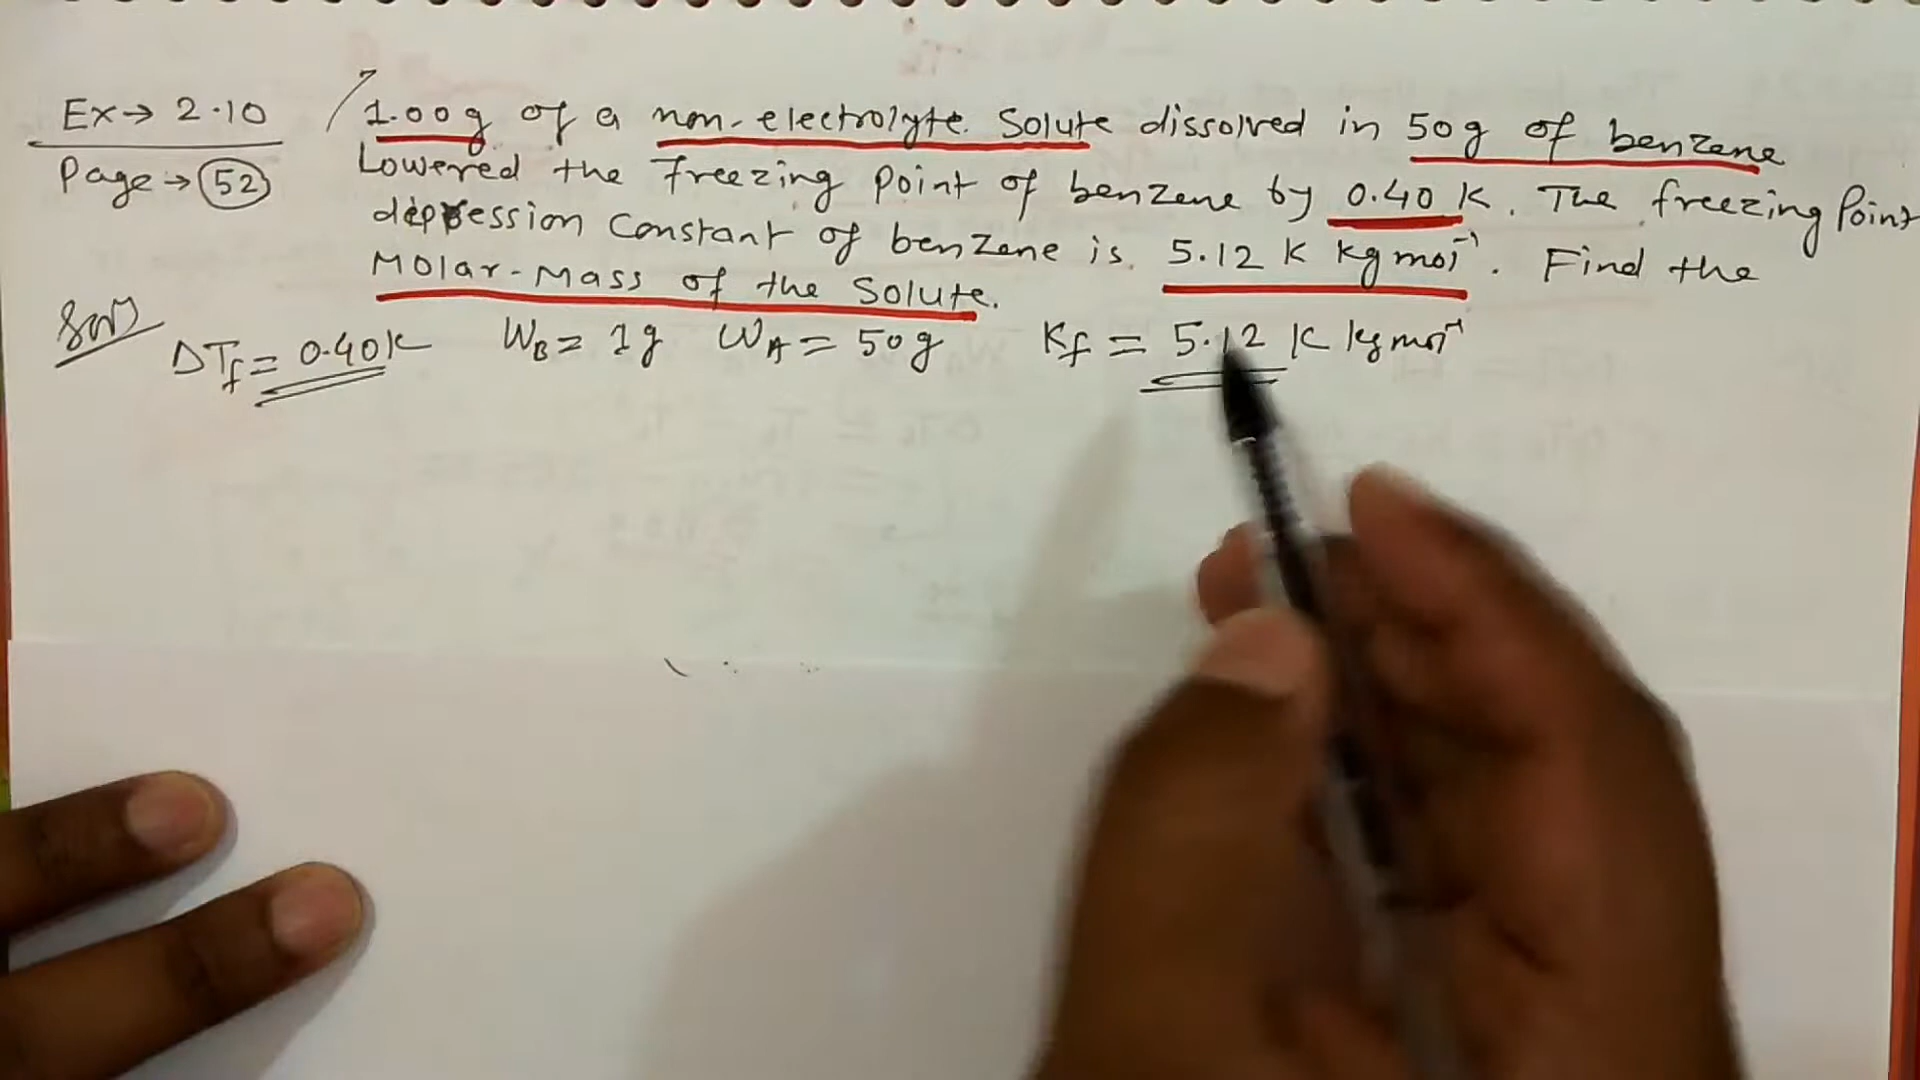 Ex → 2.10
Page → 52
1.00g of a non-electrolyte Solute dissolved in 50g of benzene
Lowered the freezing Point of benzene by 0.40 K. The freezing Point
depression Constant of benzene is 5.12 K kg mol⁻¹. Find the
Molar-Mass of the Solute.
Soln
ΔTf = 0.40K WB = 1g WA = 50g Kf = 5.12 K kg mol⁻¹